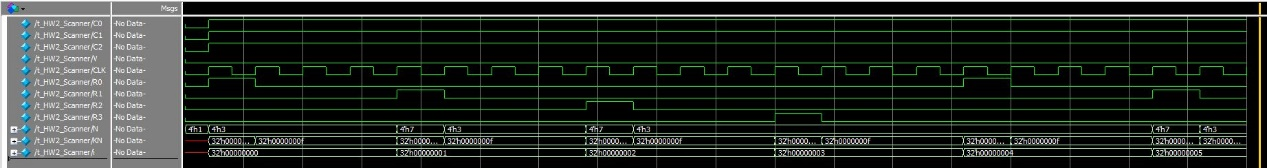 Msgs
/t_HW2_Scanner/C0 -No Data-
/t_HW2_Scanner/C1 -No Data-
/t_HW2_Scanner/C2 -No Data-
/t_HW2_Scanner/V -No Data-
/t_HW2_Scanner/CLK -No Data-
/t_HW2_Scanner/R0 -No Data-
/t_HW2_Scanner/R1 -No Data-
/t_HW2_Scanner/R2 -No Data-
/t_HW2_Scanner/R3 -No Data-
/t_HW2_Scanner/N -No Data- 4'h1 4'h3 4'h7 4'h3 4'h7 4'h3 4'h7 4'h3
/t_HW2_Scanner/KN -No Data- 32'h0000... 32'h0000000f 32'h0000... 32'h0000000f 32'h0000... 32'h0000000f 32'h0000... 32'h0000000f 32'h0000... 32'h0000000f 32'h0000... 32'h0000...
/t_HW2_Scanner/i -No Data- 32'h00000000 32'h00000001 32'h00000002 32'h00000003 32'h00000004 32'h00000005